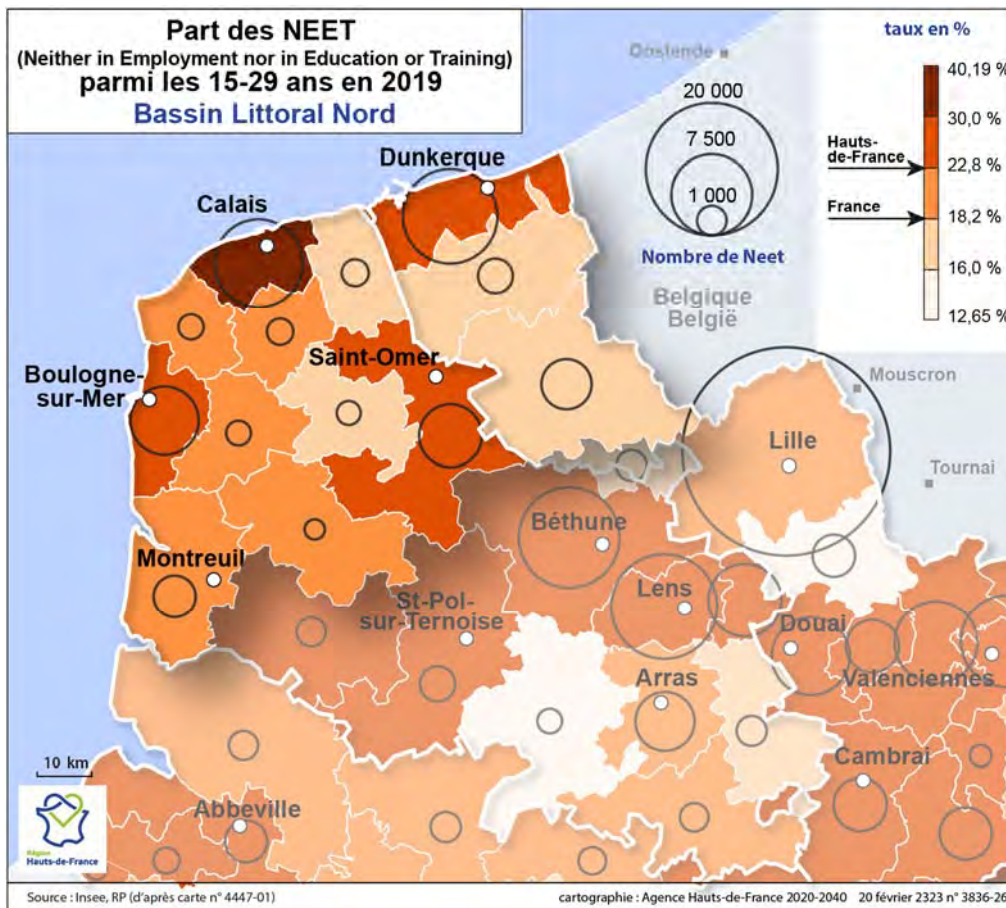 Part des NEET
(Neither in Employment nor in Education or Training)
parmi les 15-29 ans en 2019
Bassin Littoral Nord
Oostende
taux en %
40,19 %
30,0 %
Hauts-
de-France
22,8 %
France
18,2 %
16,0 %
12,65 %
20 000
7 500
1 000
Nombre de Neet
Dunkerque
Calais
Belgique
België
Saint-Omer
Boulogne-
sur-Mer
Mouscron
Lille
Tournai
Béthune
Montreuil
St-Pol-
sur-Ternoise
Lens
Douai
Valenciennes
Arras
Cambrai
10 km
Abbeville
Région
Hauts-de-France
Source : Insee, RP (d'après carte n° 4447-01)
cartographie : Agence Hauts-de-France 2020-2040 20 février 2323 n° 3836-26